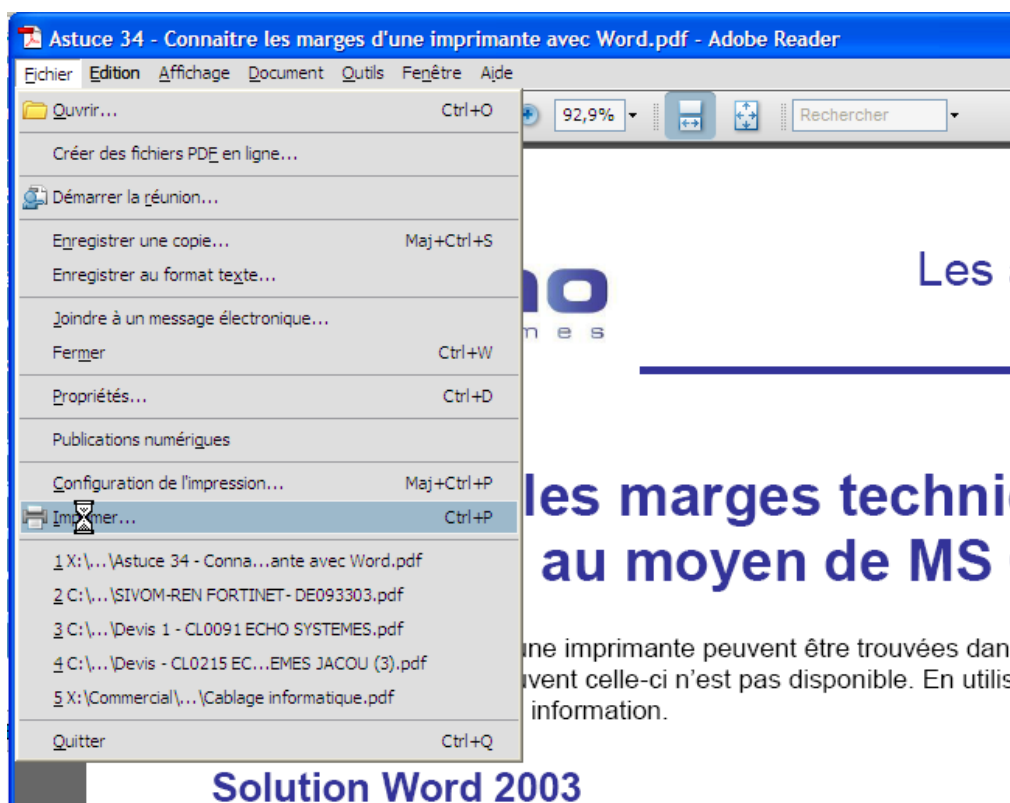 Astuce 34 - Connaitre les marges d'une imprimante avec Word.pdf - Adobe Reader
Fichier Edition Affichage Document Outils Fenêtre Aide
92,9% Rechercher
Ouvrir... Ctrl+O
Créer des fichiers PDF en ligne...
Démarrer la réunion...
Enregistrer une copie... Maj+Ctrl+S
Enregistrer au format texte...
Joindre à un message électronique...
Fermer Ctrl+W
Propriétés... Ctrl+D
Publications numériques
Configuration de l'impression... Maj+Ctrl+P
Imprimer... Ctrl+P
1 X:\...\Astuce 34 - Conna...ante avec Word.pdf
2 C:\...\SIVOM-REN FORTINET- DE093303.pdf
3 C:\...\Devis 1 - CL0091 ECHO SYSTEMES.pdf
4 C:\...\Devis - CL0215 EC...EMES JACOU (3).pdf
5 X:\Commercial\...\Cablage informatique.pdf
Quitter Ctrl+Q
Les
mes
les marges techni
au moyen de MS
une imprimante peuvent être trouvées dan
uvent celle-ci n'est pas disponible. En utilis
information.
Solution Word 2003